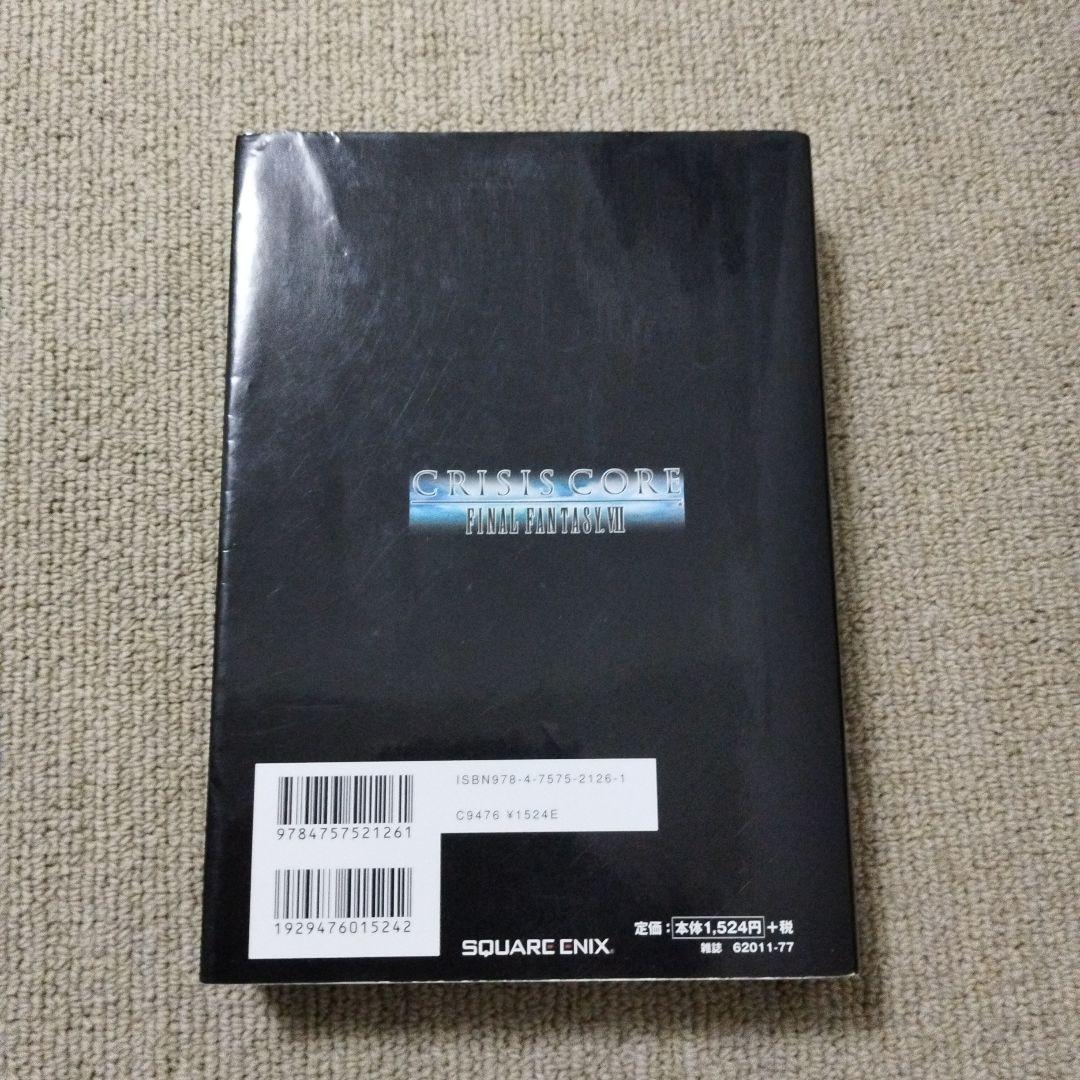 CRISIS CORE
FINAL FANTASY VII
ISBN978-4-7575-2126-1
C9476 ¥1524E
9784757521261
1929476015242
定価：本体1,524円+税
雑誌 62011-77
SQUARE ENIX®